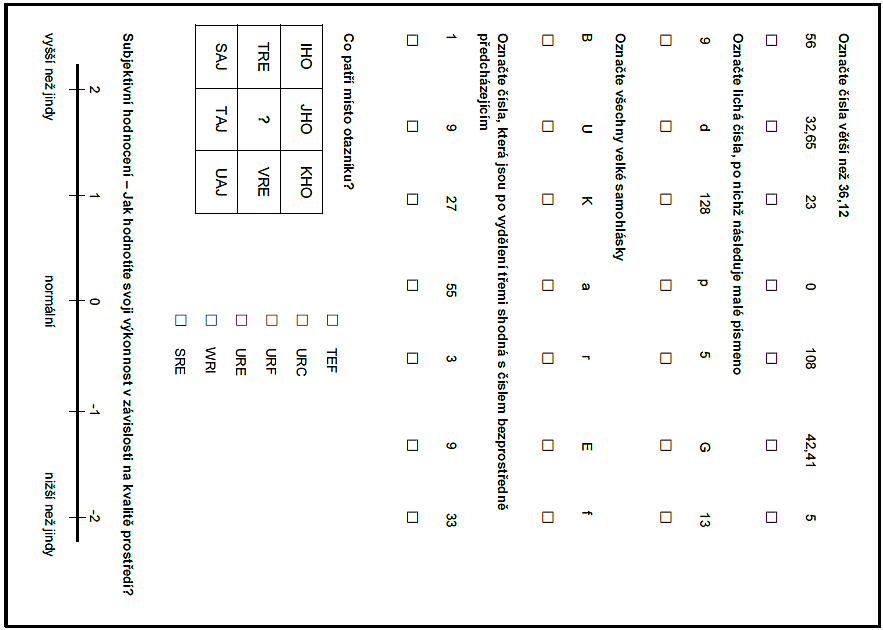 Označte čísla větší než 36,12
56 32,65 23 0 108 42,41 5
Označte lichá čísla, po nichž následuje malé písmeno
9 d 128 p 5 G 13
Označte všechny velké samohlásky
B U K a r E f
Označte čísla, která jsou po vydělení třemi shodná s číslem bezprostředně
předcházejícím
1 9 27 55 3 9 33
Co patří místo otazníku?
IHO JHO KHO
TRE ? VRE
SAJ TAJ UAJ
TEF
URC
URF
URE
WRI
SRE
Subjektivní hodnocení – Jak hodnotíte svoji výkonnost v závislosti na kvalitě prostředí?
2 1 0 -1 -2
vyšší než jindy normální nižší než jindy